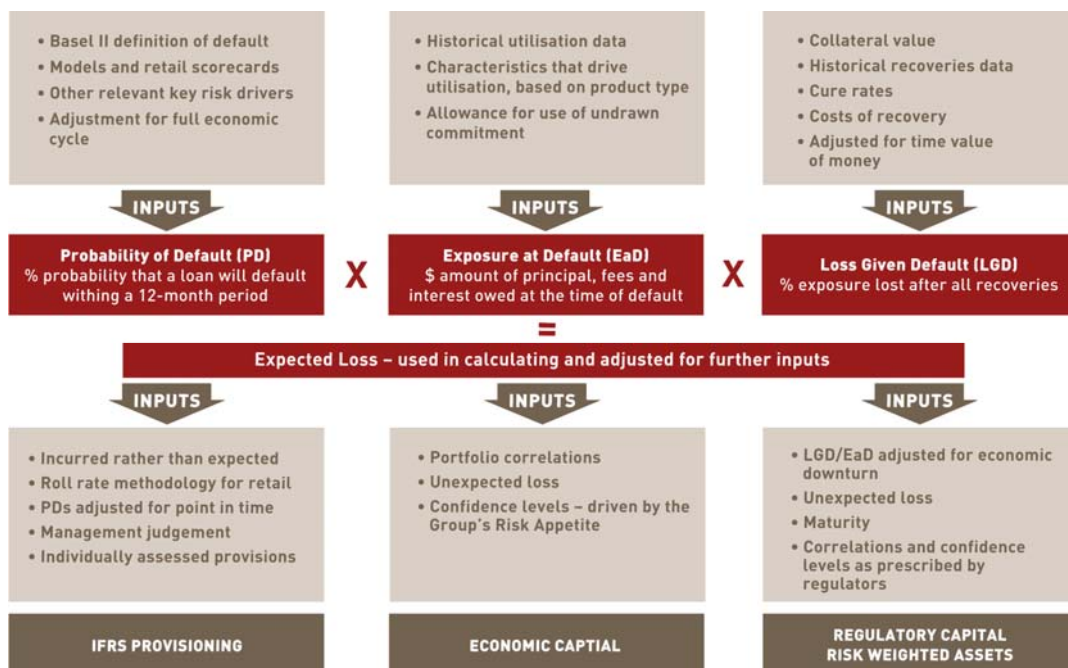 • Basel II definition of default
• Models and retail scorecards
• Other relevant key risk drivers
• Adjustment for full economic
cycle
• Historical utilisation data
• Characteristics that drive
utilisation, based on product type
• Allowance for use of undrawn
commitment
• Collateral value
• Historical recoveries data
• Cure rates
• Costs of recovery
• Adjusted for time value
of money
INPUTS
INPUTS
INPUTS
Probability of Default (PD)
% probability that a loan will default
withing a 12-month period
X
Exposure at Default (EaD)
$ amount of principal, fees and
interest owed at the time of default
X
Loss Given Default (LGD)
% exposure lost after all recoveries
=
Expected Loss – used in calculating and adjusted for further inputs
INPUTS
INPUTS
INPUTS
• Incurred rather than expected
• Roll rate methodology for retail
• PDs adjusted for point in time
• Management judgement
• Individually assessed provisions
• Portfolio correlations
• Unexpected loss
• Confidence levels – driven by the
Group's Risk Appetite
• LGD/EaD adjusted for economic
downturn
• Unexpected loss
• Maturity
• Correlations and confidence
levels as prescribed by
regulators
IFRS PROVISIONING
ECONOMIC CAPTIAL
REGULATORY CAPITAL
RISK WEIGHTED ASSETS